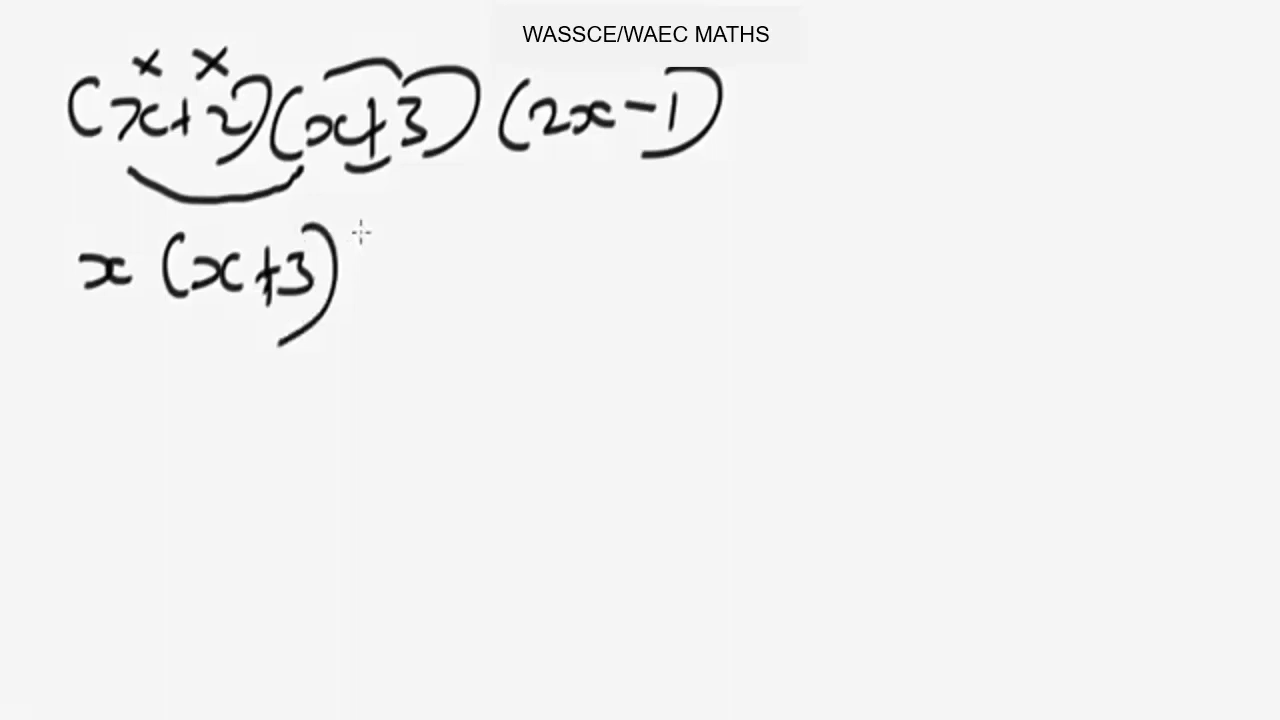 WASSCE/WAEC MATHS
x x
(x+2)(x+3)(2x-1)
x(x+3)